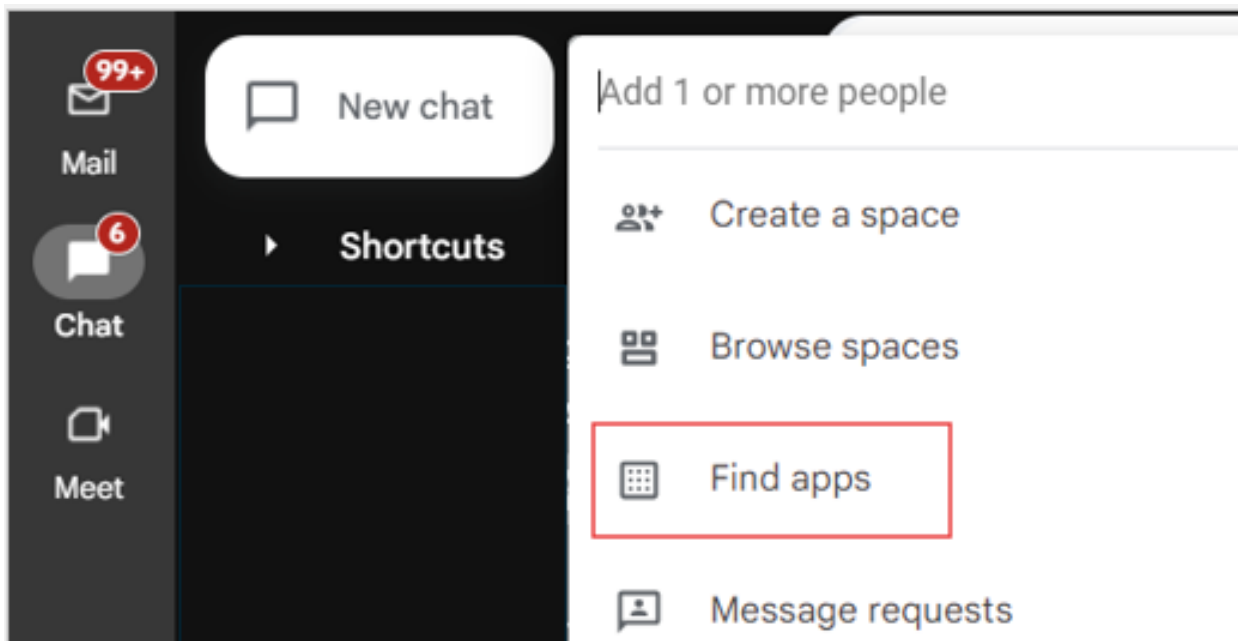 99+
Mail
6
Chat
Meet
New chat
Shortcuts
Add 1 or more people
Create a space
Browse spaces
Find apps
Message requests